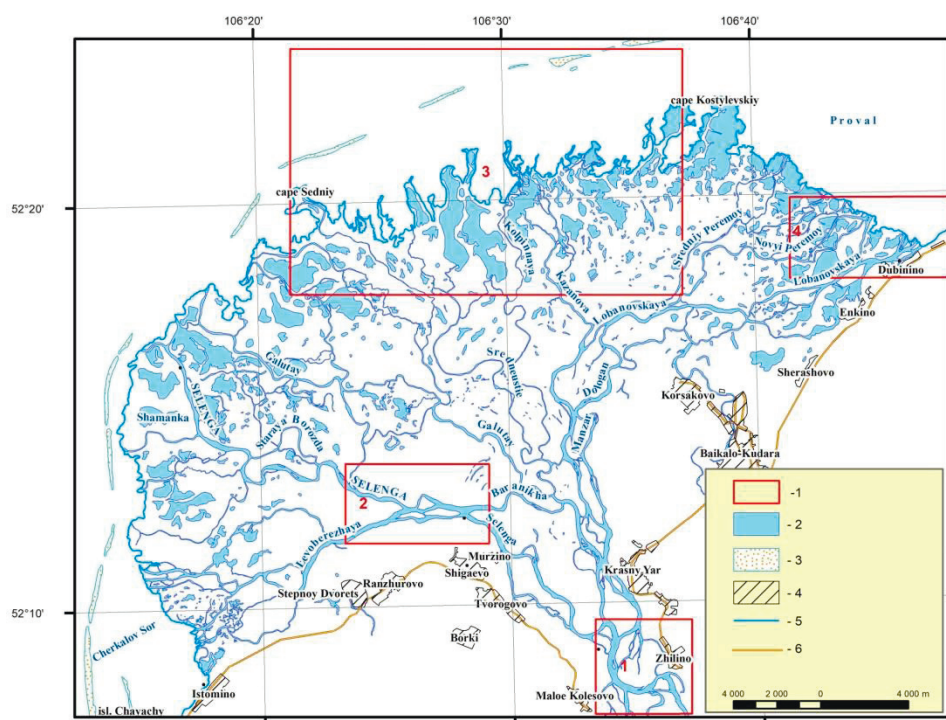 106°20'
106°30'
106°40'
cape Kostylevskiy
Proval
3
cape Sedniy
52°20'
4
Kolpinnaya
Sredniy Peremoy
Novyi Peremoy
Lobanovskaya
Dubinino
Kazanova
Lobanovskaya
Enkino
Sredneustie
Galutay
Dologan
Sherashovo
SELENGA
Korsakovo
Shamanka
Staraya Borozda
Galutay
Manzar
Baikalo-Kudara
SELENGA
Baranikha
2
Levoberezhaya
Selenga
Murzino
Shigaevo
Krasny Yar
Ranzhurovo
Stepnoy Dvorets
Tvorogovo
52°10'
Borki
Cherkalov Sor
1
Zhilino
Istomino
Maloe Kolesovo
isl. Chayachy
-1
- 2
- 3
- 4
- 5
- 6
4 000 2 000 0 4 000 m